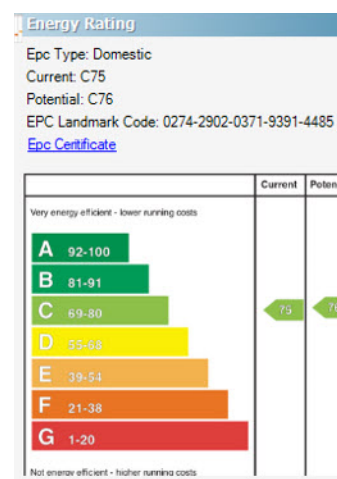 Energy Rating
Epc Type: Domestic
Current: C75
Potential: C76
EPC Landmark Code: 0274-2902-0371-9391-4485
Epc Certificate
Current Poten
Very energy efficient - lower running costs
A 92-100
B 81-91
C 69-80 75 76
D 55-68
E 39-54
F 21-38
G 1-20
Not energy efficient - higher running costs